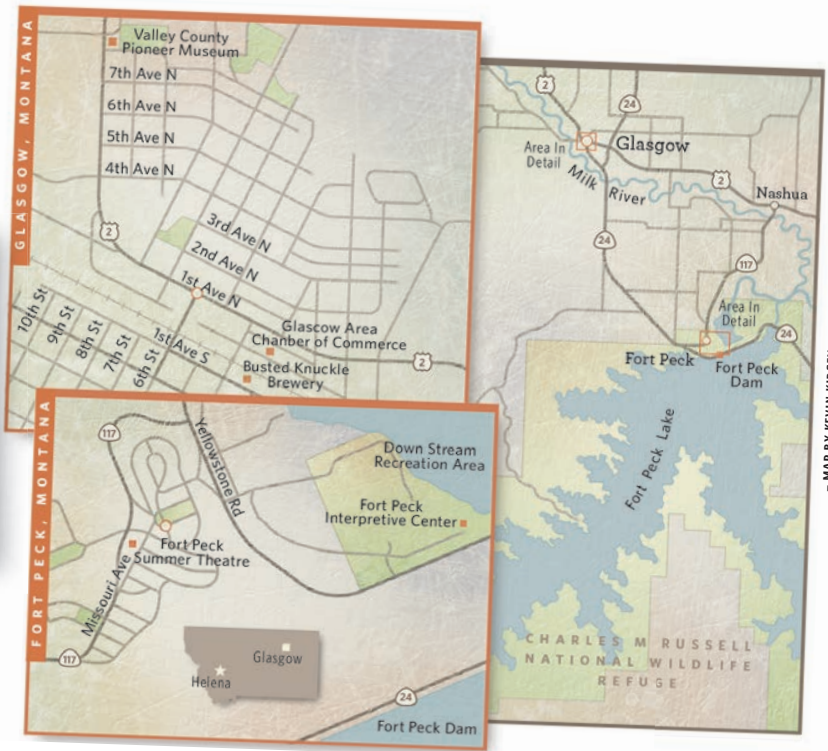 GLASGOW, MONTANA
Valley County
Pioneer Museum
7th Ave N
6th Ave N
5th Ave N
4th Ave N
3rd Ave N
2nd Ave N
1st Ave N
2
10th St
9th St
8th St
7th St
6th St
1st Ave S
Glascow Area
Chamber of Commerce
Busted Knuckle
Brewery
2
2
24
Area In
Detail
Glasgow
Milk River
2
Nashua
24
117
Area In
Detail
24
Fort Peck
Fort Peck
Dam
Fort Peck Lake
CHARLES M RUSSELL
NATIONAL WILDLIFE
REFUGE
FORT PECK, MONTANA
117
Yellowstone Rd
Down Stream
Recreation Area
Fort Peck
Interpretive Center
Fort Peck
Summer Theatre
Missouri Ave
117
Glasgow
Helena
24
Fort Peck Dam
MAP BY